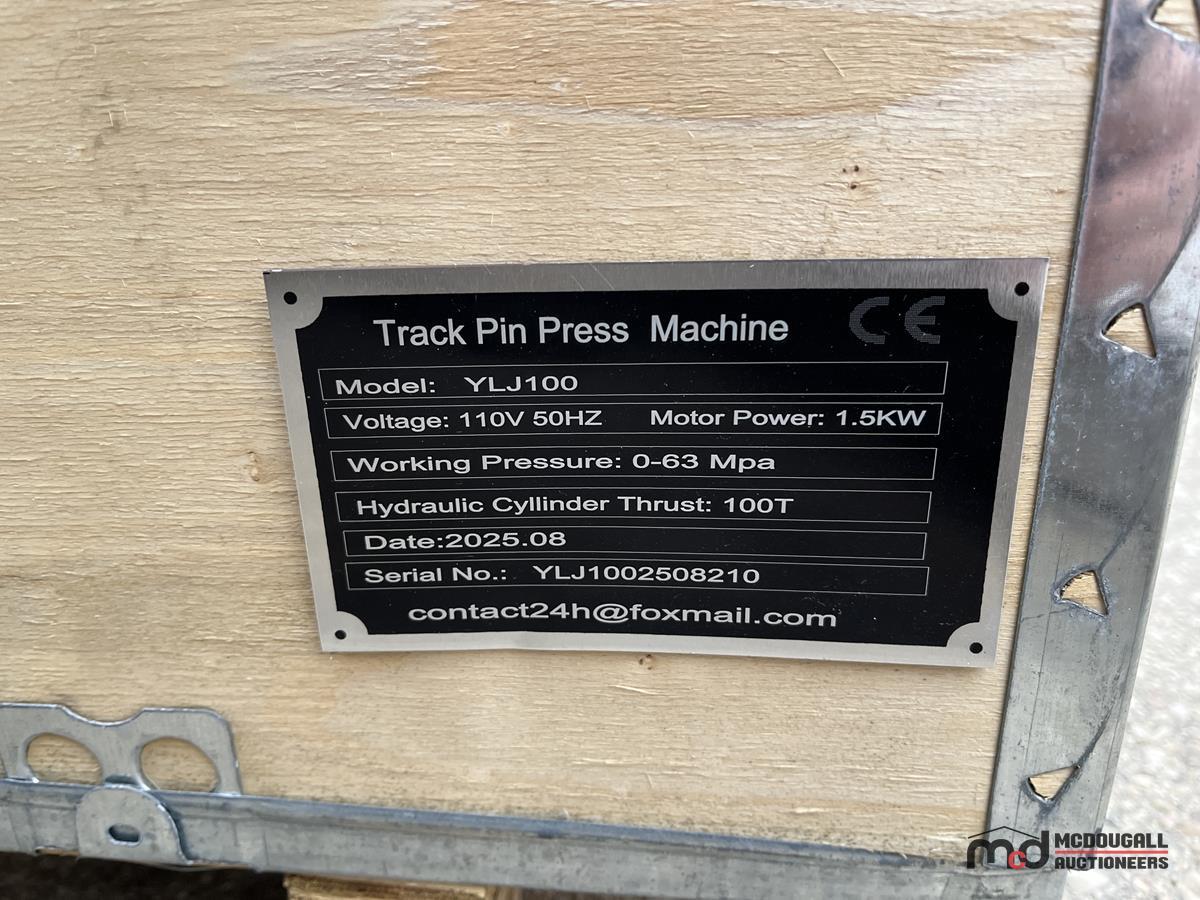 Track Pin Press Machine CE
Model: YLJ100
Voltage: 110V 50HZ Motor Power: 1.5KW
Working Pressure: 0-63 Mpa
Hydraulic Cyllinder Thrust: 100T
Date:2025.08
Serial No.: YLJ1002508210
contact24h@foxmail.com
mcd MCDOUGALL
AUCTIONEERS